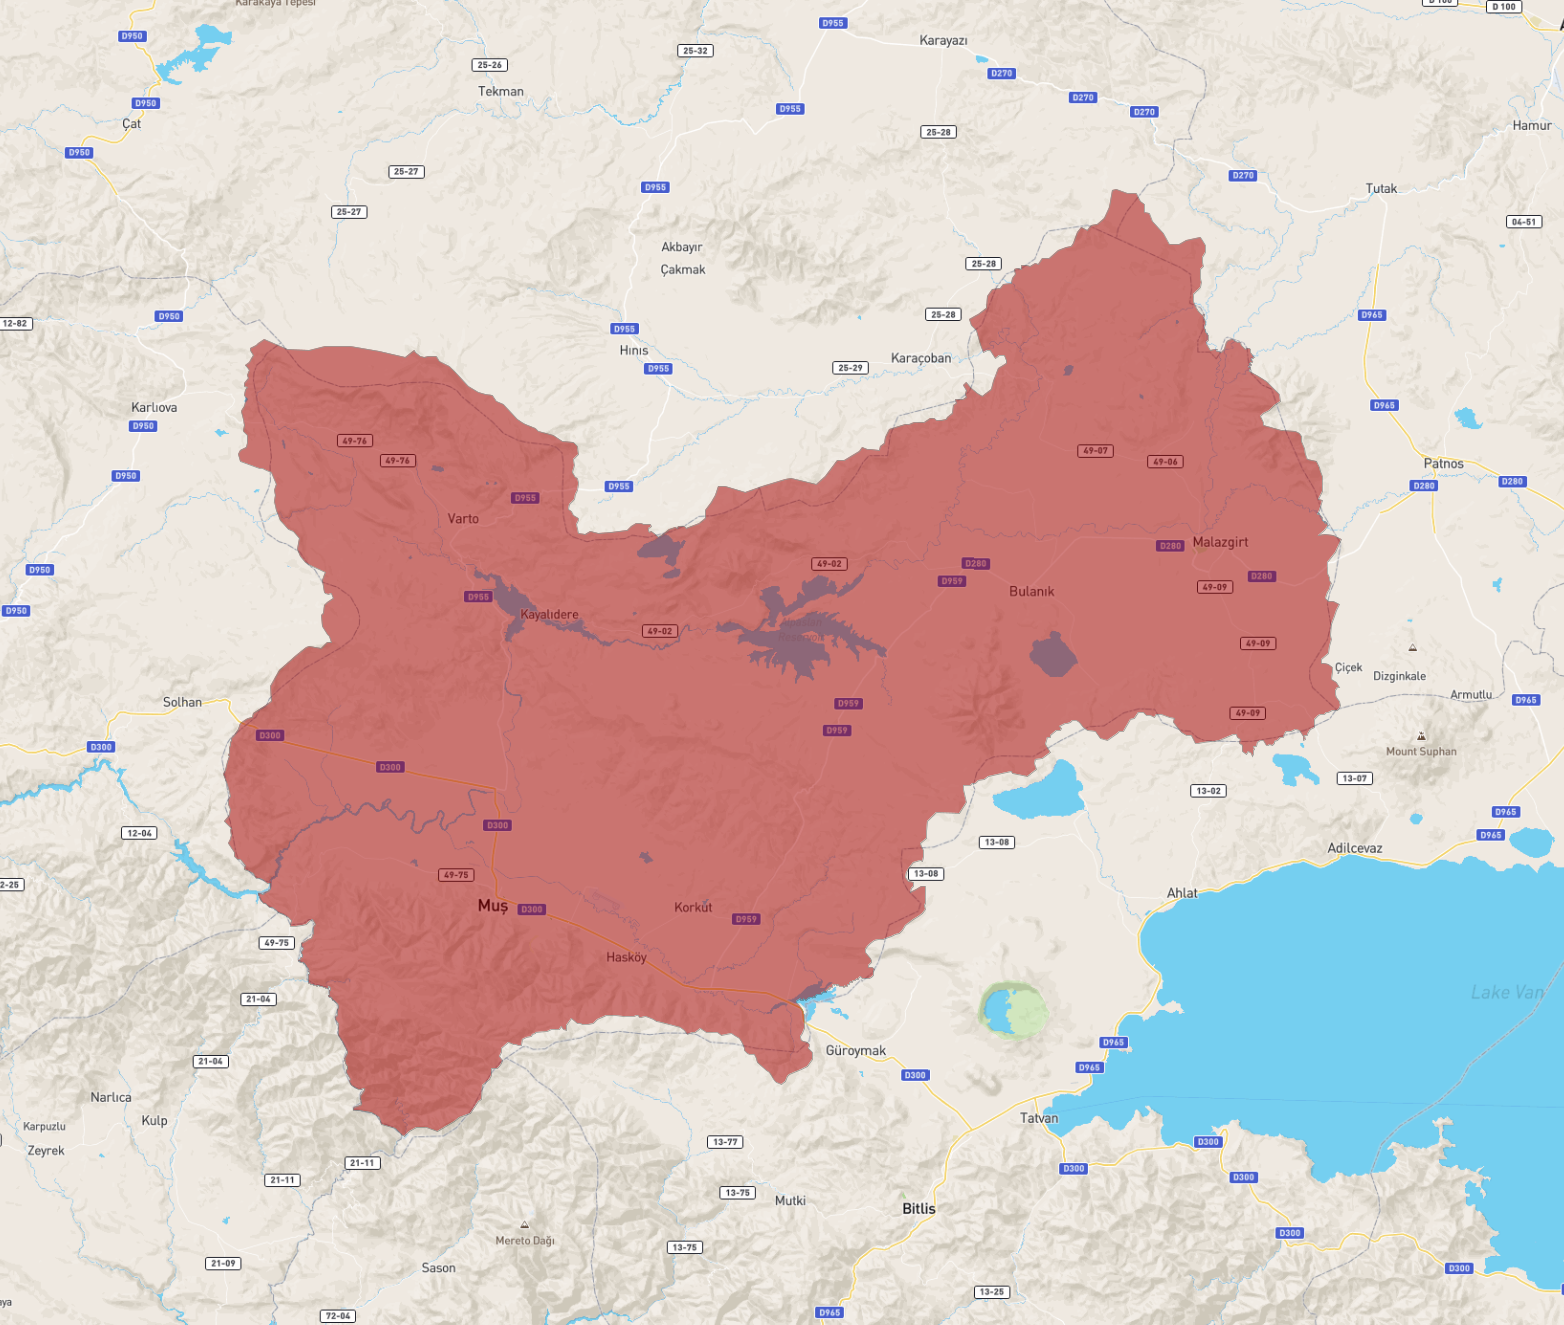 Karakaya Tepesi
D 100
D 100
D950
D955
Karayazı
25-32
25-26
D270
Tekman
D270
D950
D955
D270
Çat
Hamur
25-28
D950
25-27
D270
D955
Tutak
25-27
04-51
Akbayır
25-28
Çakmak
D950
25-28
D965
12-82
D955
Hınıs
Karaçoban
D955
25-29
Karlıova
D965
D950
49-76
49-07
49-76
49-06
Patnos
D950
D280
D955
D955
D280
Varto
Malazgirt
D280
49-02
D280
D950
D280
D959
49-09
Bulanık
D955
D950
Kayalıdere
49-02
49-09
Çiçek
Dizginkale
Armutlu
Solhan
D959
D965
49-09
D300
D959
D300
Mount Suphan
D300
13-07
13-02
D965
D300
12-04
D965
13-08
Adilcevaz
49-75
13-08
2-25
Ahlat
Muş
D300
Korkut
D959
49-75
Hasköy
Lake Van
21-04
D965
Güroymak
21-04
D965
D300
Narlıca
Tatvan
Kulp
Karpuzlu
13-77
D300
Zeyrek
21-11
D300
D300
21-11
13-75
Mutki
Bitlis
D300
Mereto Dağı
13-75
21-09
Sason
D300
13-25
aya
72-04
D965